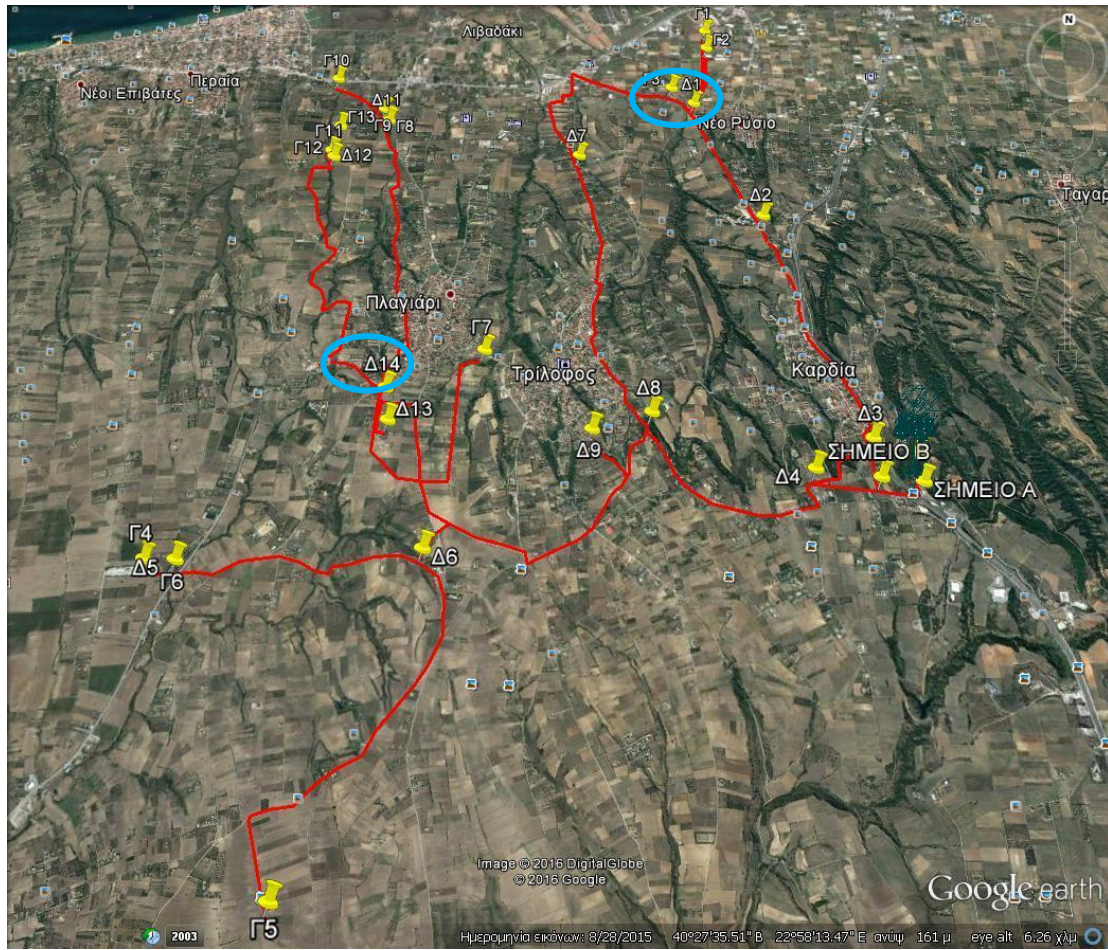 Γ1
Λιβαδάκι
Γ2
Γ10
Περαία
Νέοι Επιβάτες
Γ3
Δ1
Δ11
Γ13
Γ9
Γ8
Γ11
Νέο Ρύσιο
Δ7
Γ12
Δ12
Ταγαρ
Δ2
Πλαγιάρι
Γ7
Δ14
Τρίλοφος
Καρδία
Δ8
Δ13
Δ3
Δ9
ΣΗΜΕΙΟ Β
Δ4
ΣΗΜΕΙΟ Α
Γ4
Δ5
Γ6
Δ6
Image © 2016 DigitalGlobe
© 2016 Google
Google earth
Γ5
2003
Ημερομηνία εικόνων: 8/28/2015 40°27'35.51" Β 22°58'13.47" Ε ανύψ 161 μ eye alt 6.26 χλμ
N